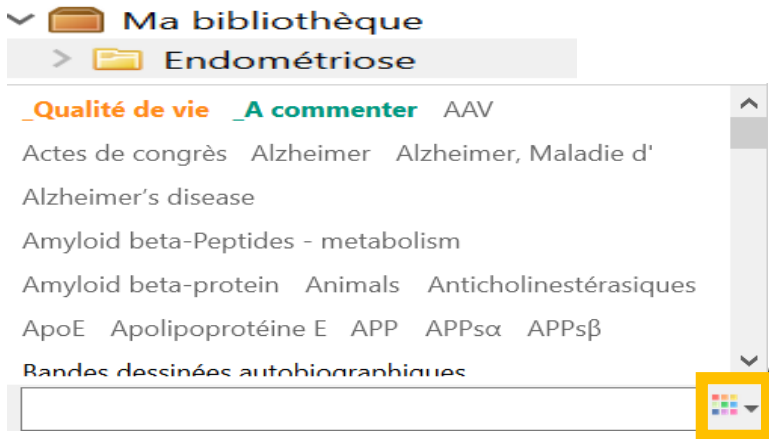 Ma bibliothèque
Endométriose
_Qualité de vie _A commenter AAV
Actes de congrès Alzheimer Alzheimer, Maladie d'
Alzheimer’s disease
Amyloid beta-Peptides - metabolism
Amyloid beta-protein Animals Anticholinestérasiques
ApoE Apolipoprotéine E APP APPsα APPsβ
Bandes dessinées autobiographiques